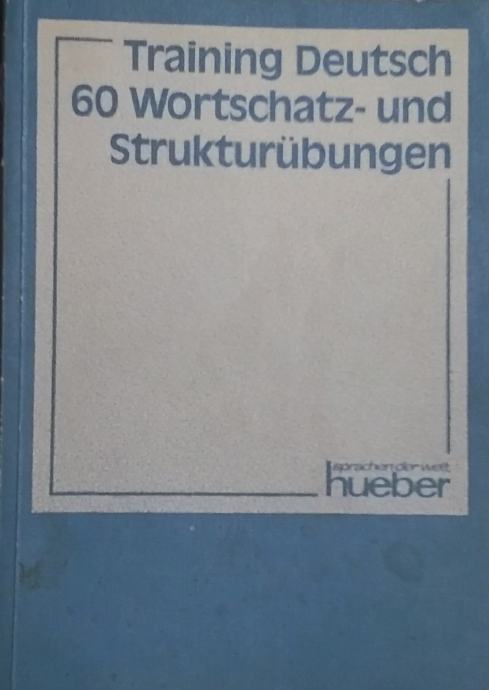 Training Deutsch
60 Wortschatz- und
Strukturübungen
sprachen der welt
hueber